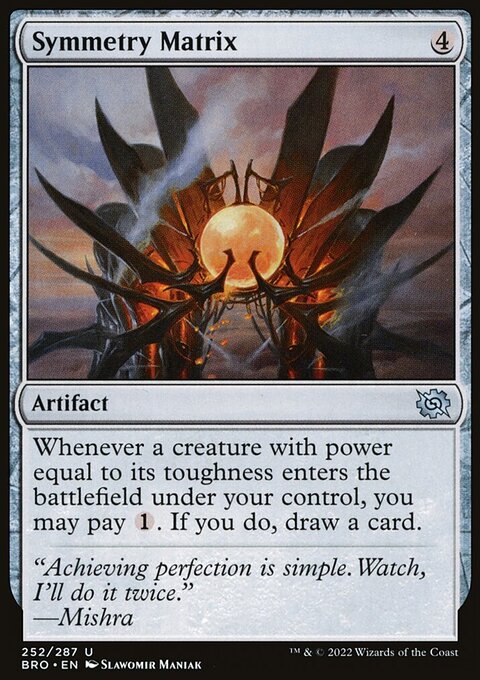 Symmetry Matrix 4
Artifact
Whenever a creature with power
equal to its toughness enters the
battlefield under your control, you
may pay 1. If you do, draw a card.
“Achieving perfection is simple. Watch,
I’ll do it twice.”
—Mishra
252/287 U
BRO • EN Slawomir Maniak
™ & © 2022 Wizards of the Coast